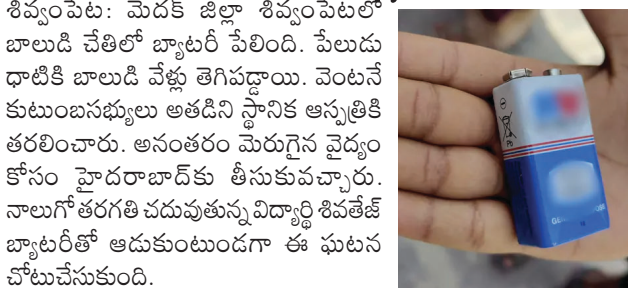 శివ్వంపేట: మెదక్ జిల్లా శివ్వంపేటలో
బాలుడి చేతిలో బ్యాటరీ పేలింది. పేలుడు
ధాటికి బాలుడి వేళ్లు తెగిపడ్డాయి. వెంటనే
కుటుంబసభ్యులు అతడిని స్థానిక ఆస్పత్రికి
తరలించారు. అనంతరం మెరుగైన వైద్యం
కోసం హైదరాబాద్‌కు తీసుకువచ్చారు.
నాలుగో తరగతి చదువుతున్న విద్యార్థి శివతేజ్
బ్యాటరీతో ఆడుకుంటుండగా ఈ ఘటన
చోటుచేసుకుంది.
Pb